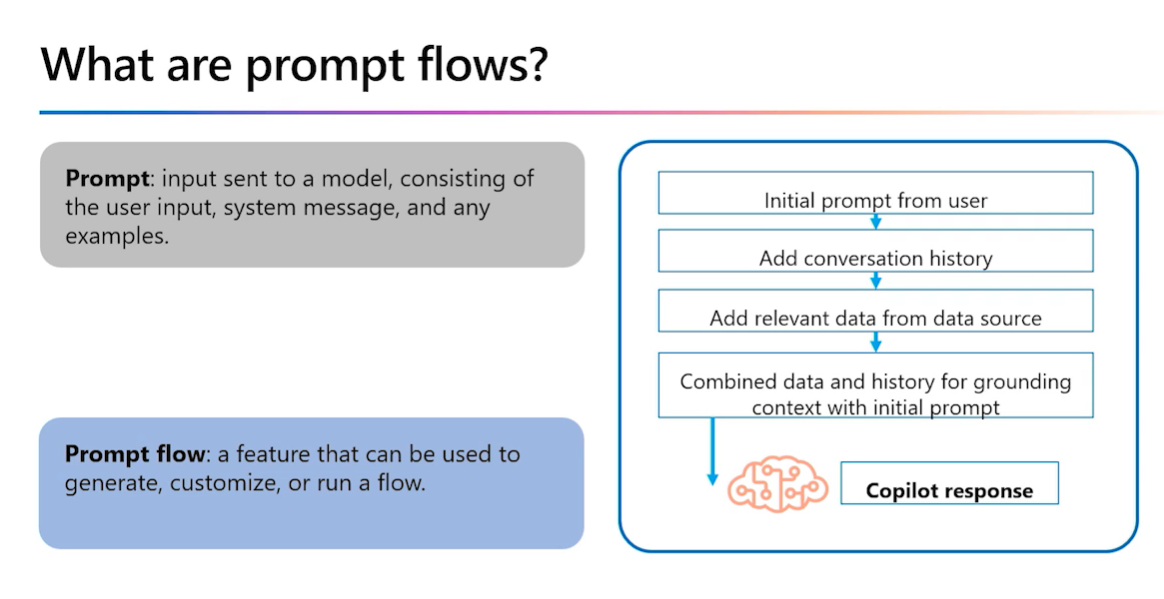 What are prompt flows?
Prompt: input sent to a model, consisting of
the user input, system message, and any
examples.
Prompt flow: a feature that can be used to
generate, customize, or run a flow.
Initial prompt from user
Add conversation history
Add relevant data from data source
Combined data and history for grounding
context with initial prompt
Copilot response